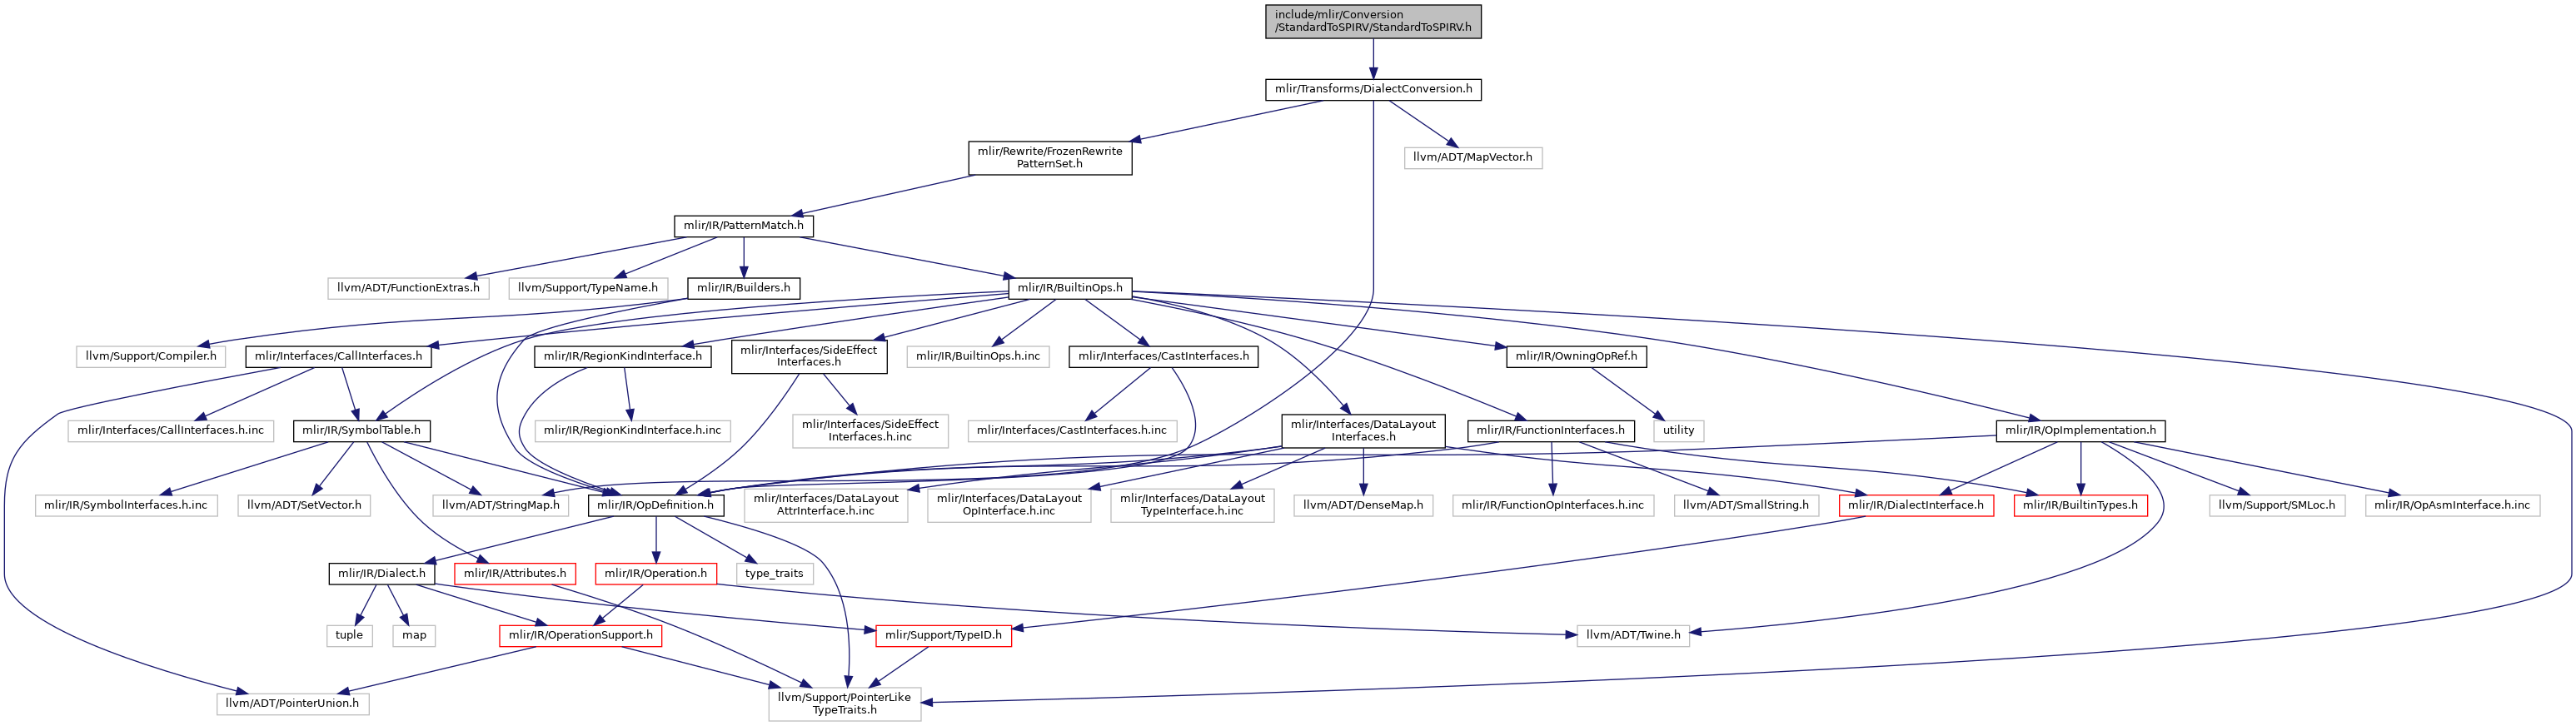 include/mlir/Conversion
/StandardToSPIRV/StandardToSPIRV.h
mlir/Transforms/DialectConversion.h
mlir/Rewrite/FrozenRewrite
PatternSet.h
llvm/ADT/MapVector.h
mlir/IR/PatternMatch.h
llvm/ADT/FunctionExtras.h
llvm/Support/TypeName.h
mlir/IR/Builders.h
mlir/IR/BuiltinOps.h
llvm/Support/Compiler.h
mlir/Interfaces/CallInterfaces.h
mlir/IR/RegionKindInterface.h
mlir/Interfaces/SideEffect
Interfaces.h
mlir/IR/BuiltinOps.h.inc
mlir/Interfaces/CastInterfaces.h
mlir/IR/OwningOpRef.h
mlir/Interfaces/CallInterfaces.h.inc
mlir/IR/SymbolTable.h
mlir/IR/RegionKindInterface.h.inc
mlir/Interfaces/SideEffect
Interfaces.h.inc
mlir/Interfaces/CastInterfaces.h.inc
mlir/Interfaces/DataLayout
Interfaces.h
mlir/IR/FunctionInterfaces.h
utility
mlir/IR/OpImplementation.h
mlir/IR/SymbolInterfaces.h.inc
llvm/ADT/SetVector.h
llvm/ADT/StringMap.h
mlir/IR/OpDefinition.h
mlir/Interfaces/DataLayout
AttrInterface.h.inc
mlir/Interfaces/DataLayout
OpInterface.h.inc
mlir/Interfaces/DataLayout
TypeInterface.h.inc
llvm/ADT/DenseMap.h
mlir/IR/FunctionOpInterfaces.h.inc
llvm/ADT/SmallString.h
mlir/IR/DialectInterface.h
mlir/IR/BuiltinTypes.h
llvm/Support/SMLoc.h
mlir/IR/OpAsmInterface.h.inc
mlir/IR/Dialect.h
mlir/IR/Attributes.h
mlir/IR/Operation.h
type_traits
tuple
map
mlir/IR/OperationSupport.h
mlir/Support/TypeID.h
llvm/ADT/Twine.h
llvm/ADT/PointerUnion.h
llvm/Support/PointerLike
TypeTraits.h